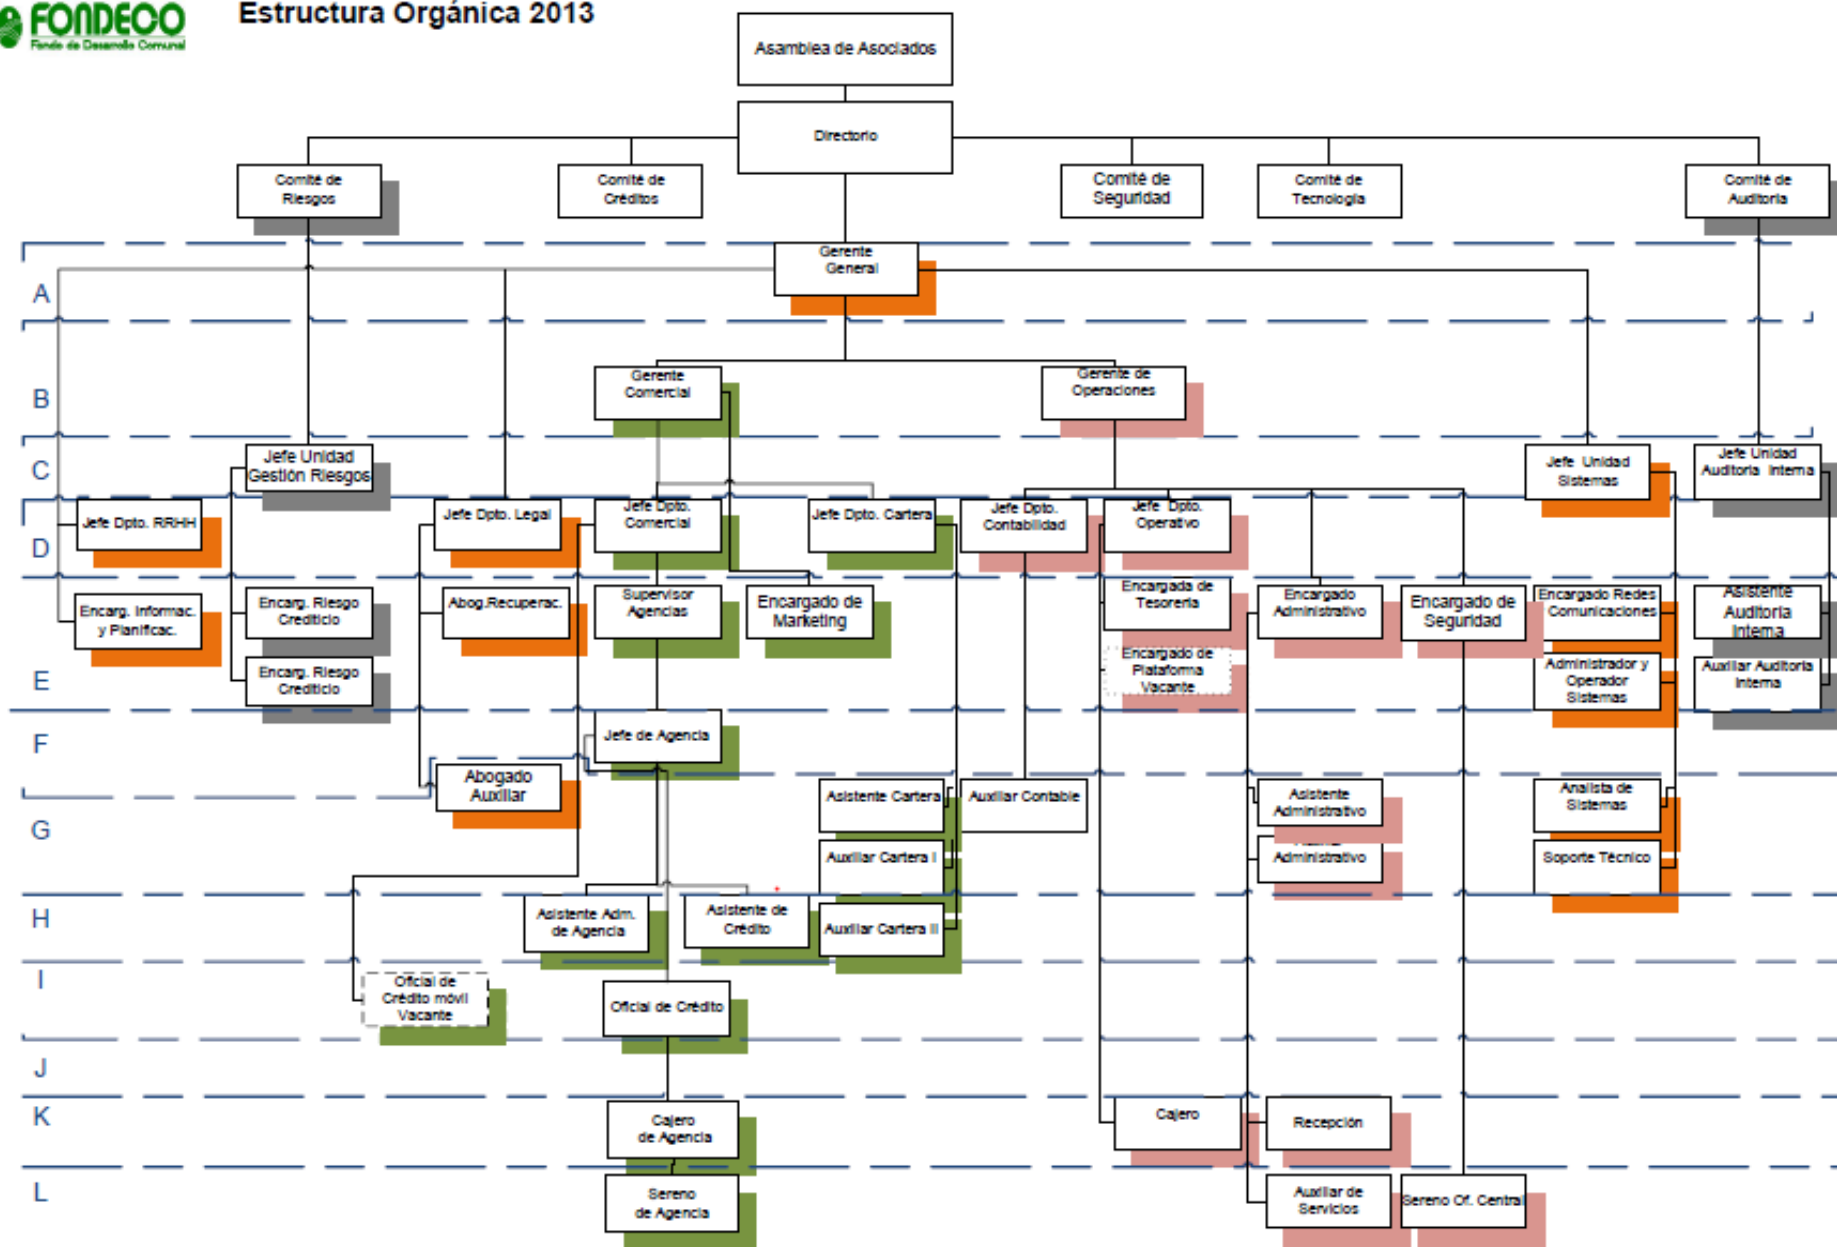 FONDECO
Fondo de Desarrollo Comunal
Estructura Orgánica 2013
Asamblea de Asociados
Directorio
Comité de
Riesgos
Comité de
Créditos
Comité de
Seguridad
Comité de
Tecnología
Comité de
Auditoria
A
Gerente
General
B
Gerente
Comercial
Gerente de
Operaciones
C
Jefe Unidad
Gestión Riesgos
Jefe Unidad
Sistemas
Jefe Unidad
Auditoria Interna
D
Jefe Dpto. RRHH
Jefe Dpto. Legal
Jefe Dpto.
Comercial
Jefe Dpto. Cartera
Jefe Dpto.
Contabilidad
Jefe Dpto.
Operativo
E
Encarg. Informac.
y Planificac.
Encarg. Riesgo
Crediticio
Encarg. Riesgo
Crediticio
Abog.Recuperac.
Supervisor
Agencias
Encargado de
Marketing
Encargada de
Tesorería
Encargado de
Plataforma
Vacante
Encargado
Administrativo
Encargado de
Seguridad
Encargado Redes
Comunicaciones
Administrador y
Operador
Sistemas
Asistente
Auditoria
Interna
Auxiliar Auditoria
Interna
F
Jefe de Agencia
G
Abogado
Auxiliar
Asistente Cartera
Auxiliar Cartera I
Auxiliar Contable
Asistente
Administrativo
Administrativo
Analista de
Sistemas
Soporte Técnico
H
Asistente Adm.
de Agencia
Asistente de
Crédito
Auxiliar Cartera II
I
Oficial de
Crédito móvil
Vacante
Oficial de Crédito
J
K
Cajero
de Agencia
Cajero
Recepción
L
Sereno
de Agencia
Auxiliar de
Servicios
Sereno Of. Central